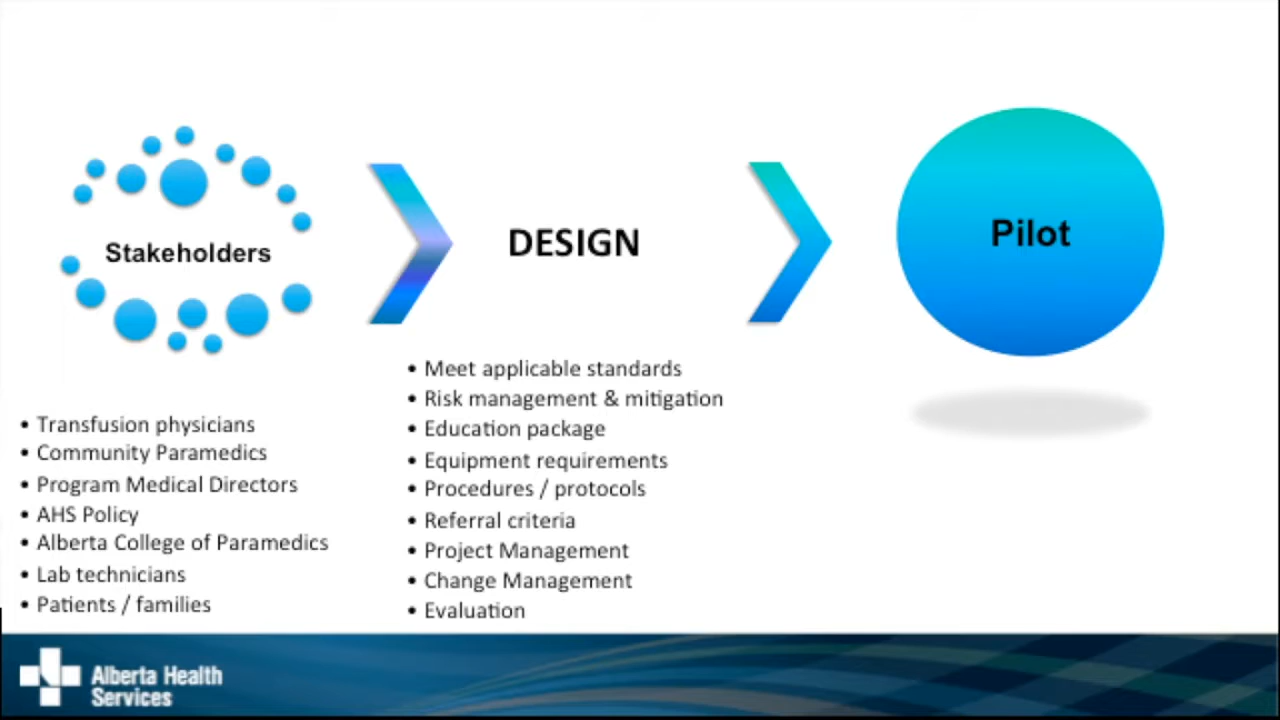 Stakeholders
DESIGN
Pilot
• Transfusion physicians
• Community Paramedics
• Program Medical Directors
• AHS Policy
• Alberta College of Paramedics
• Lab technicians
• Patients / families
• Meet applicable standards
• Risk management & mitigation
• Education package
• Equipment requirements
• Procedures / protocols
• Referral criteria
• Project Management
• Change Management
• Evaluation
Alberta Health
Services